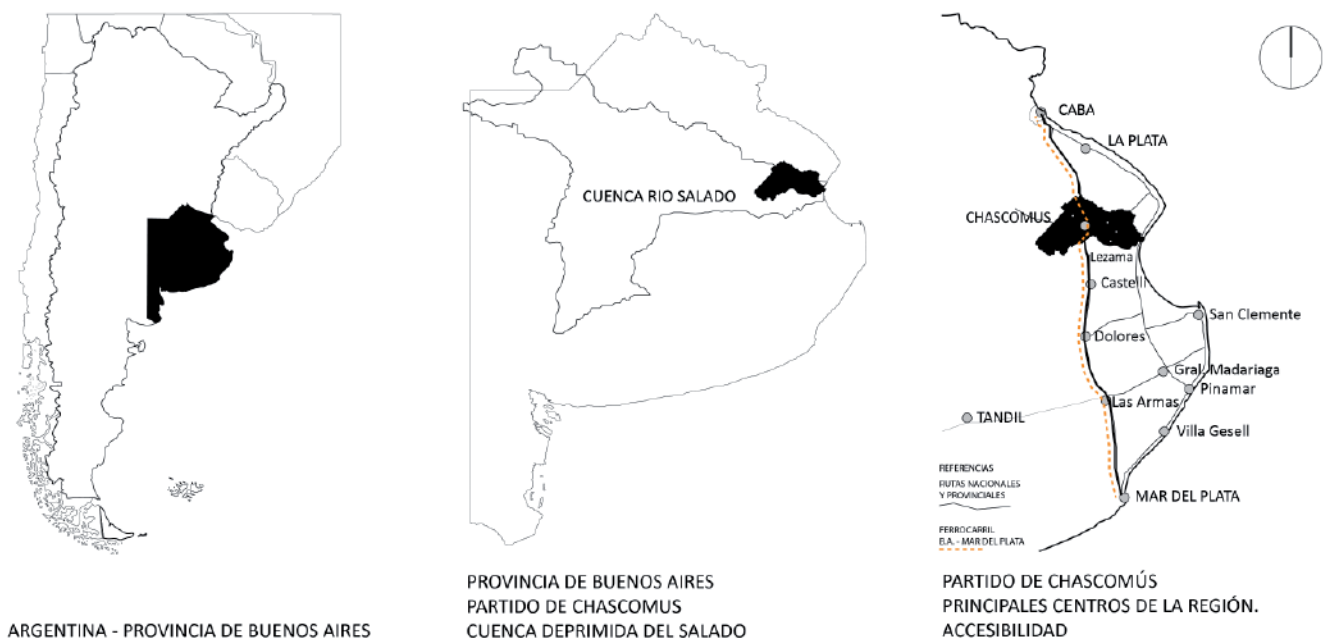 CUENCA RIO SALADO
CABA
LA PLATA
CHASCOMUS
Lezama
Castelli
San Clemente
Dolores
Gral. Madariaga
Pinamar
Las Armas
TANDIL
Villa Gesell
REFERENCIAS
RUTAS NACIONALES
Y PROVINCIALES
MAR DEL PLATA
FERROCARRIL
B.A. - MAR DEL PLATA
ARGENTINA - PROVINCIA DE BUENOS AIRES
PROVINCIA DE BUENOS AIRES
PARTIDO DE CHASCOMUS
CUENCA DEPRIMIDA DEL SALADO
PARTIDO DE CHASCOMÚS
PRINCIPALES CENTROS DE LA REGIÓN.
ACCESIBILIDAD